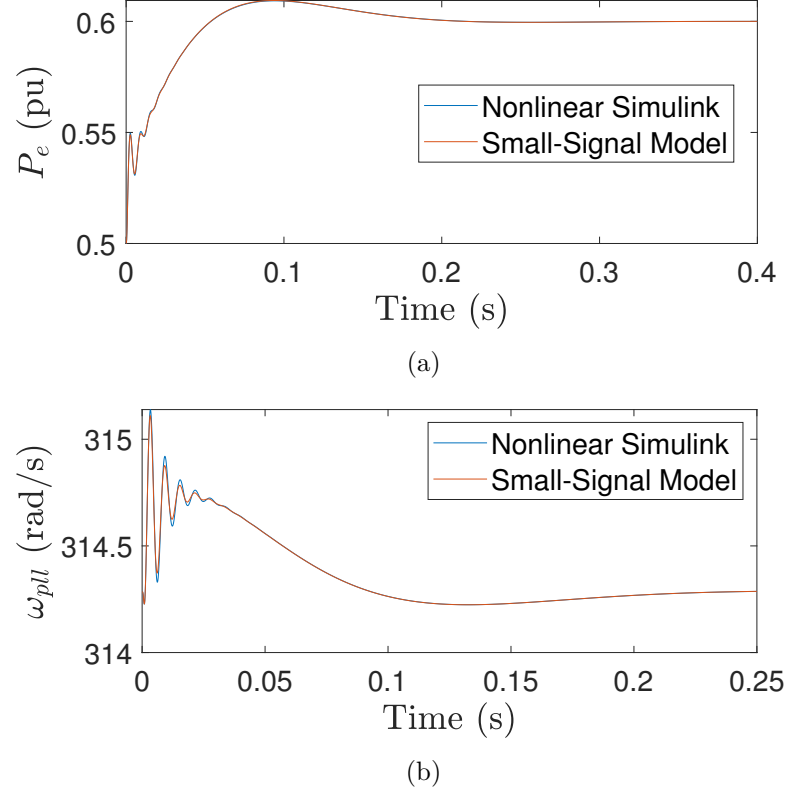 0.6
0.55
0.5
P_e (pu)
Nonlinear Simulink
Small-Signal Model
0 0.1 0.2 0.3 0.4
Time (s)
(a)
315
314.5
314
ω_{pll} (rad/s)
Nonlinear Simulink
Small-Signal Model
0 0.05 0.1 0.15 0.2 0.25
Time (s)
(b)